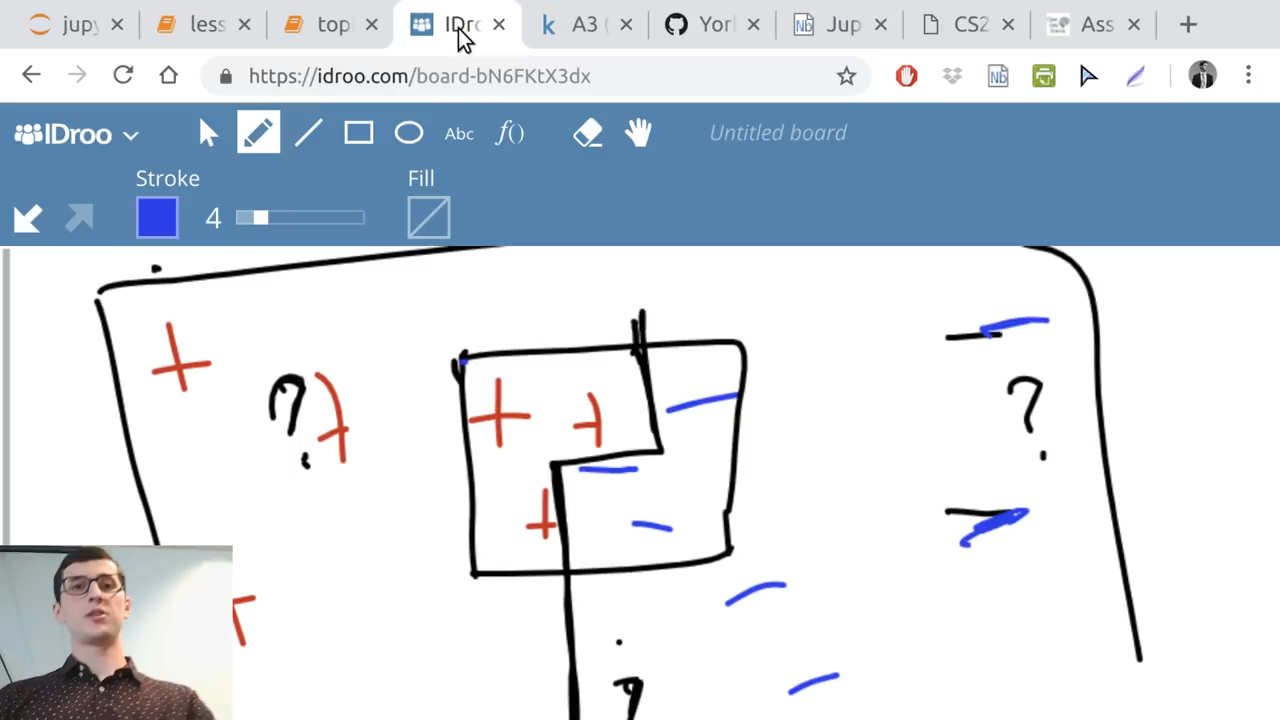 jupy less top IDro A3 ( York Jup CS2 Ass
https://idroo.com/board-bN6FKtX3dx
IDroo Abc f() Untitled board
Stroke Fill
4
+ ? + + + - - ?
+ - - -
+ -
? -